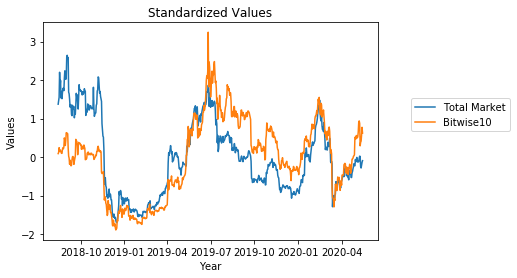 Standardized Values
3
2
1
0
−1
−2
Values
2018-10 2019-01 2019-04 2019-07 2019-10 2020-01 2020-04
Year
Total Market
Bitwise10